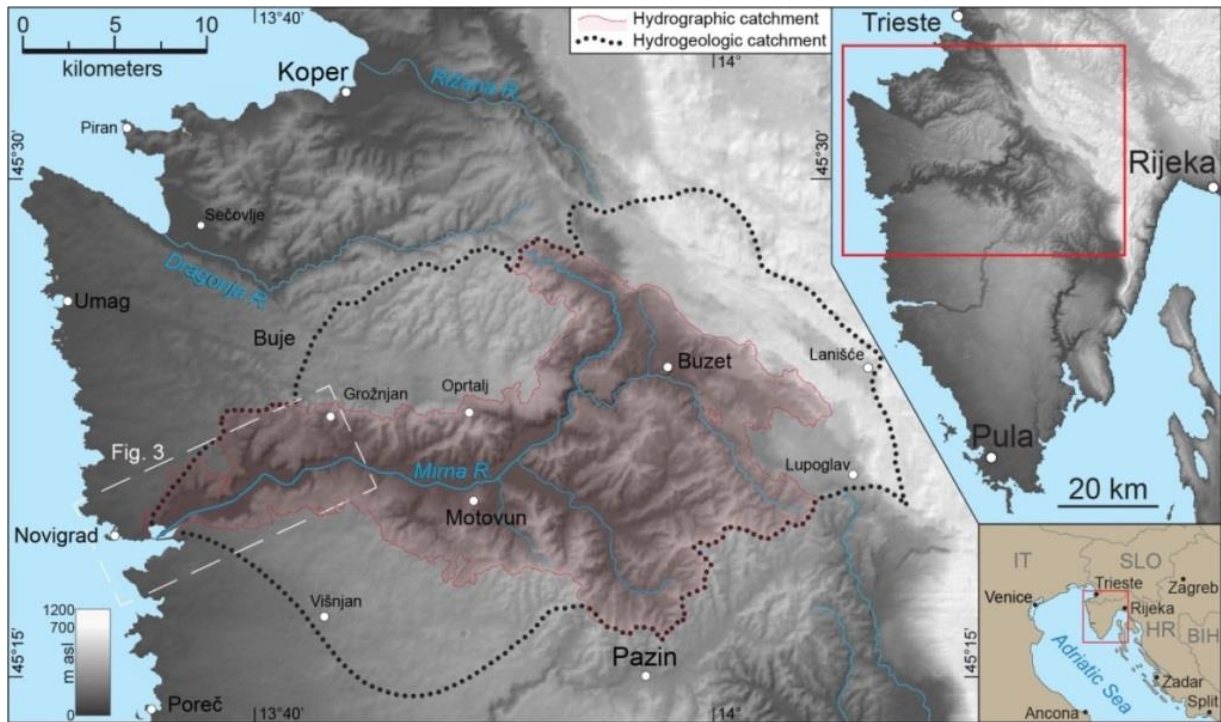 0 5 10
kilometers
13°40'
Hydrographic catchment
Hydrogeologic catchment
14°
Trieste
Koper
Rižana R.
Piran
45°30'
45°30'
Rijeka
Sečovlje
Dragonja R.
Umag
Buje
Buzet
Lanišće
Grožnjan
Oprtalj
Fig. 3
Pula
Mirna R.
Lupoglav
20 km
Motovun
Novigrad
IT
SLO
Trieste
Zagreb
Venice
Rijeka
HR
BIH
Višnjan
1200
700
m asl
0
45°15'
45°15'
Pazin
Adriatic Sea
Zadar
Split
Ancona
Poreč
13°40'
14°